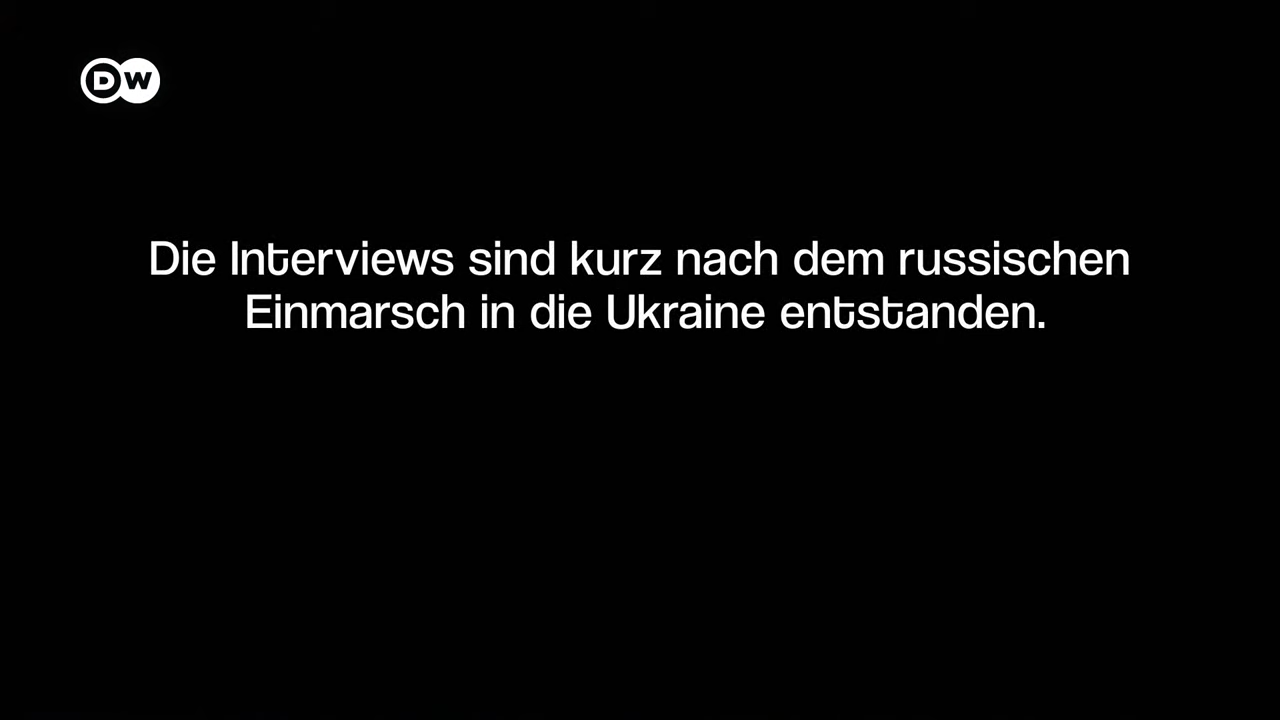 DW
Die Interviews sind kurz nach dem russischen
Einmarsch in die Ukraine entstanden.